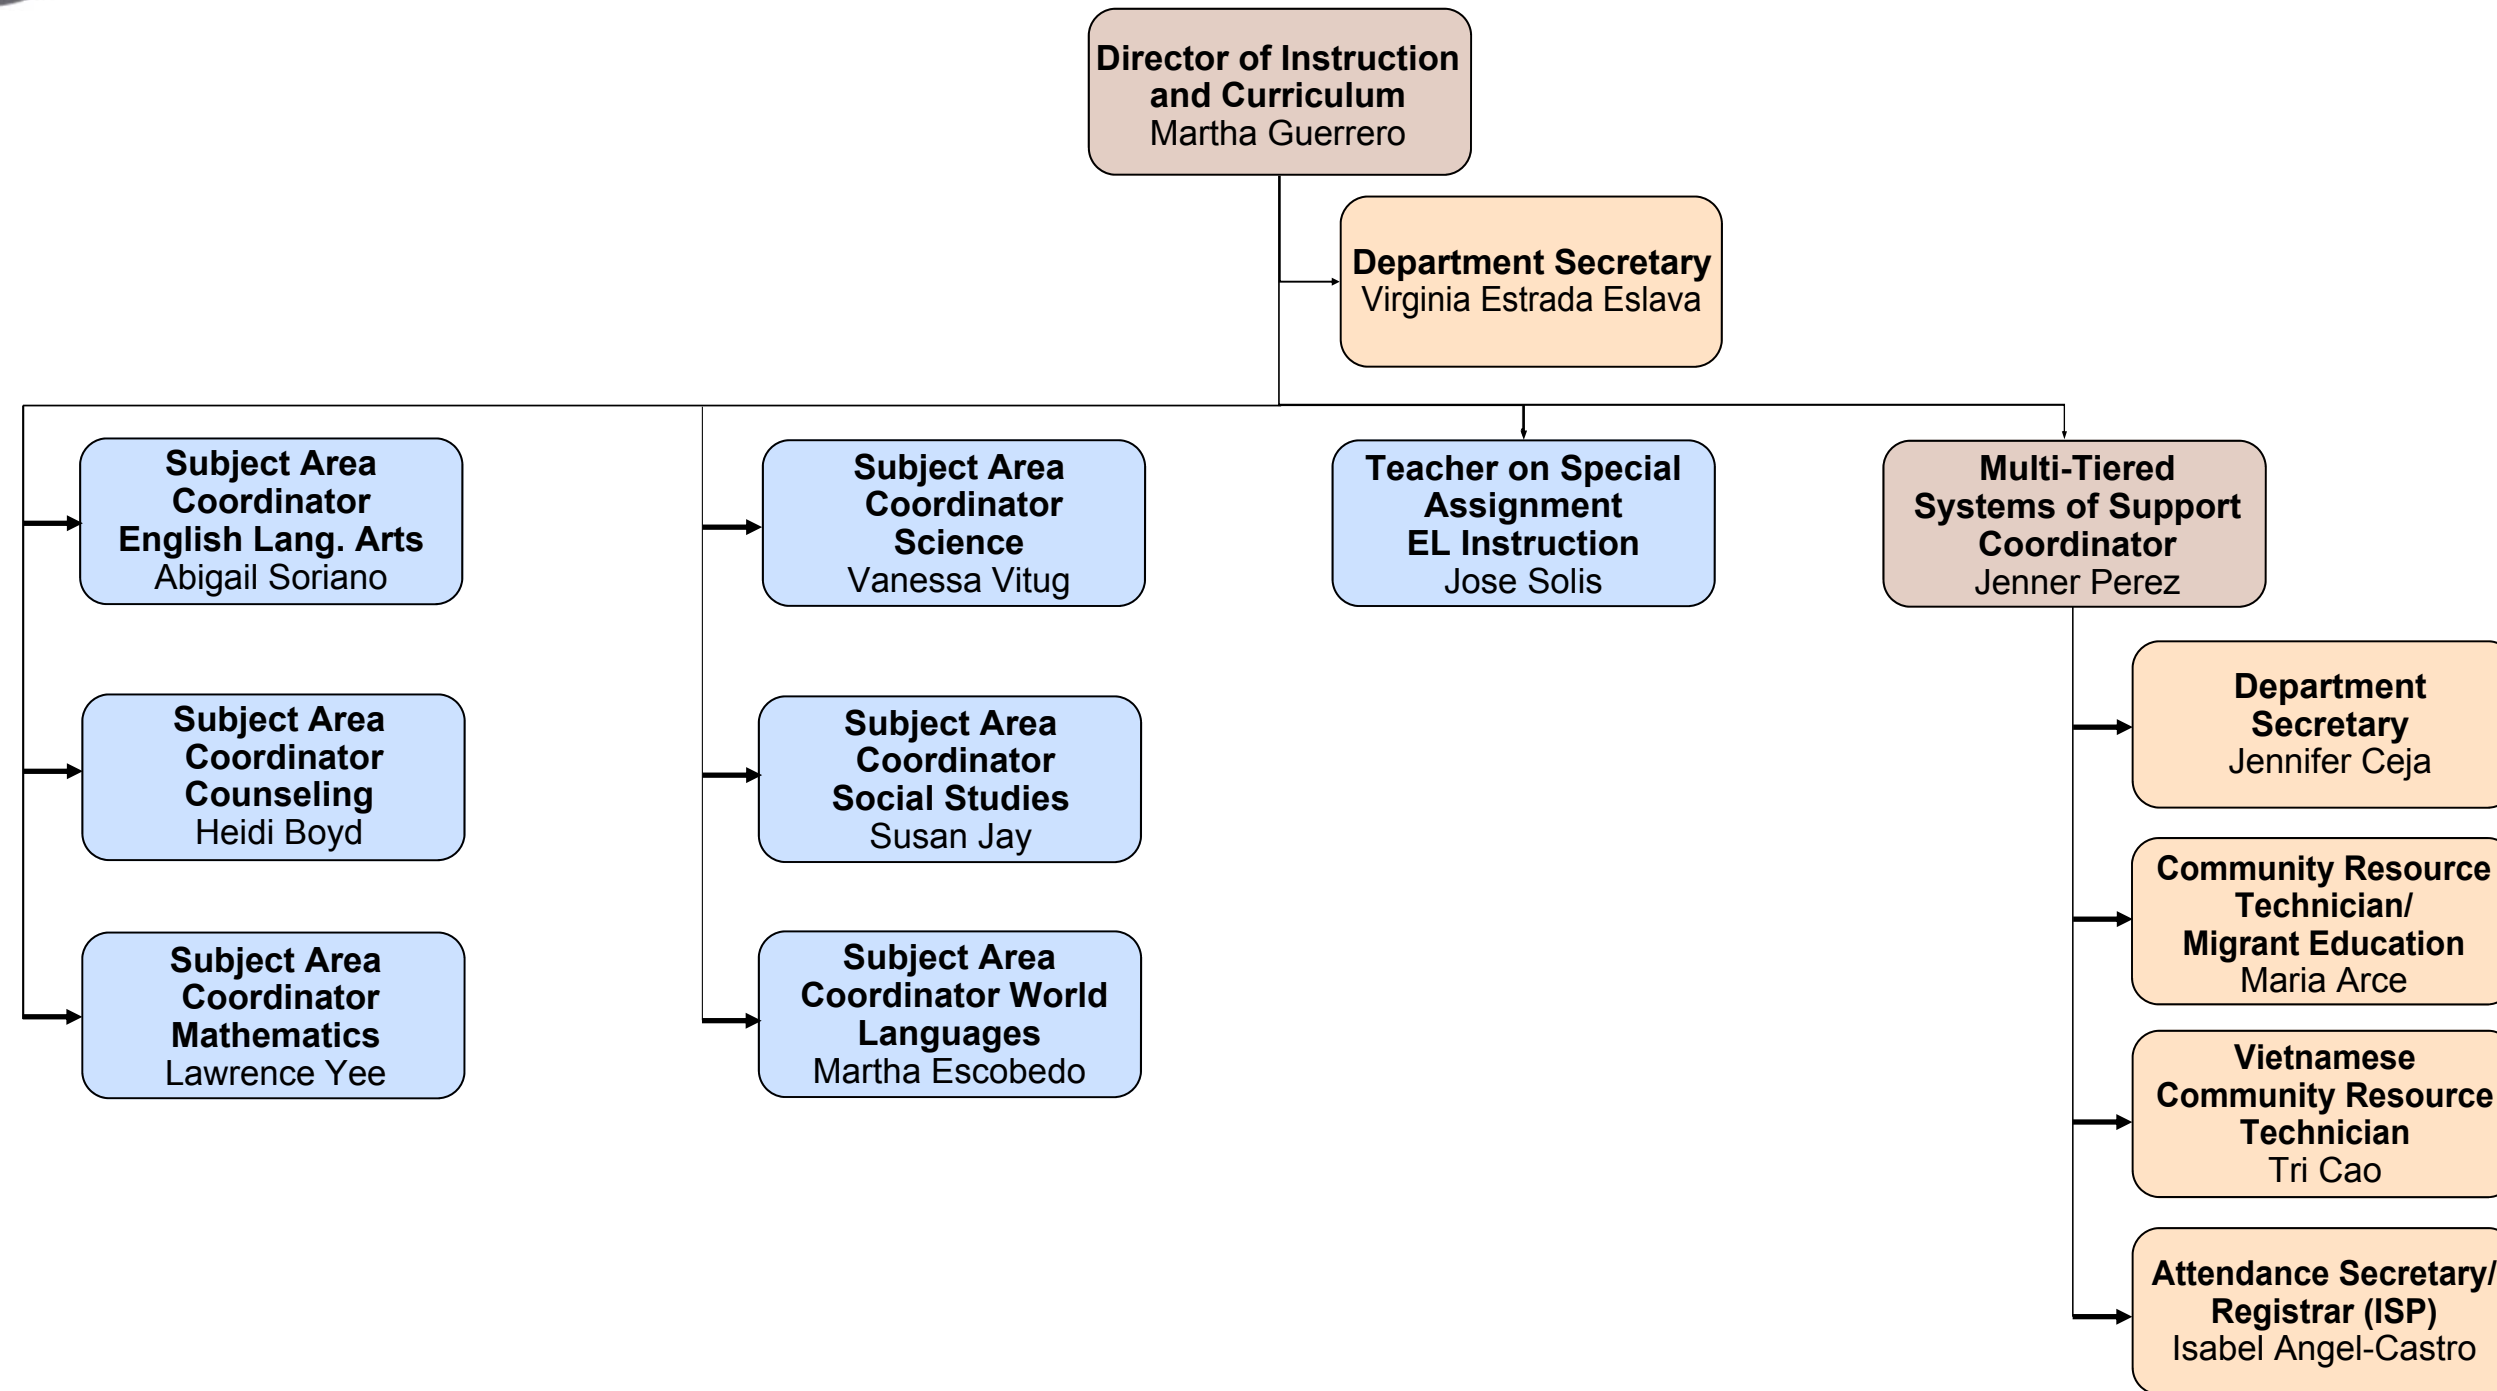 Director of Instruction
and Curriculum
Martha Guerrero
Department Secretary
Virginia Estrada Eslava
Subject Area
Coordinator
English Lang. Arts
Abigail Soriano
Subject Area
Coordinator
Counseling
Heidi Boyd
Subject Area
Coordinator
Mathematics
Lawrence Yee
Subject Area
Coordinator
Science
Vanessa Vitug
Subject Area
Coordinator
Social Studies
Susan Jay
Subject Area
Coordinator World
Languages
Martha Escobedo
Teacher on Special
Assignment
EL Instruction
Jose Solis
Multi-Tiered
Systems of Support
Coordinator
Jenner Perez
Department
Secretary
Jennifer Ceja
Community Resource
Technician/
Migrant Education
Maria Arce
Vietnamese
Community Resource
Technician
Tri Cao
Attendance Secretary/
Registrar (ISP)
Isabel Angel-Castro